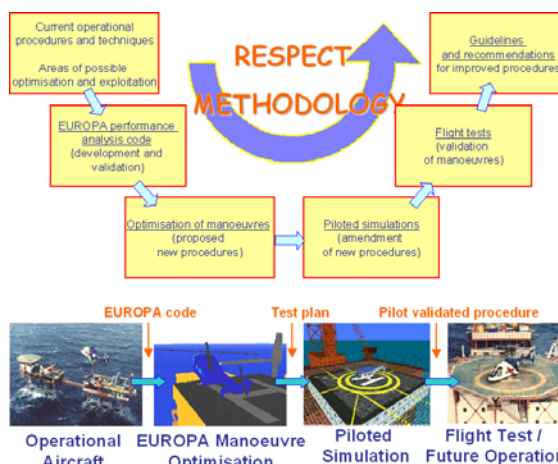 Current operational
procedures and techniques
Areas of possible
optimisation and exploitation
RESPECT
METHODOLOGY
Guidelines
and recommendations
for improved procedures
EUROPA performance
analysis code
(development and
validation)
Flight tests
(validation
of manoeuvres)
Optimisation of manoeuvres
(proposed
new procedures)
Piloted simulations
(amendment
of new procedures)
EUROPA code
Test plan
Pilot validated procedure
Operational
Aircraft
EUROPA Manoeuvre
Optimisation
Piloted
Simulation
Flight Test /
Future Operation